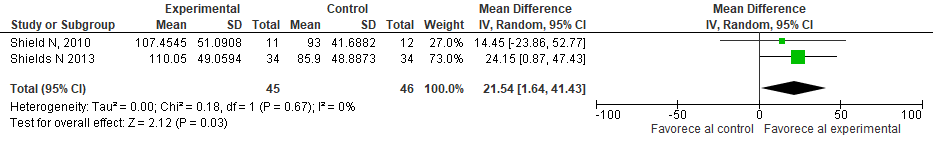 Experimental Control Mean Difference Mean Difference
Study or Subgroup Mean SD Total Mean SD Total Weight IV, Random, 95% CI IV, Random, 95% CI
Shield N, 2010 107.4545 51.0908 11 93 41.6882 12 27.0% 14.45 [-23.86, 52.77]
Shields N 2013 110.05 49.0594 34 85.9 48.8873 34 73.0% 24.15 [0.87, 47.43]
Total (95% CI) 45 46 100.0% 21.54 [1.64, 41.43]
Heterogeneity: Tau² = 0.00; Chi² = 0.18, df = 1 (P = 0.67); I² = 0%
Test for overall effect: Z = 2.12 (P = 0.03)
-100 -50 0 50 100
Favorece al control Favorece al experimental